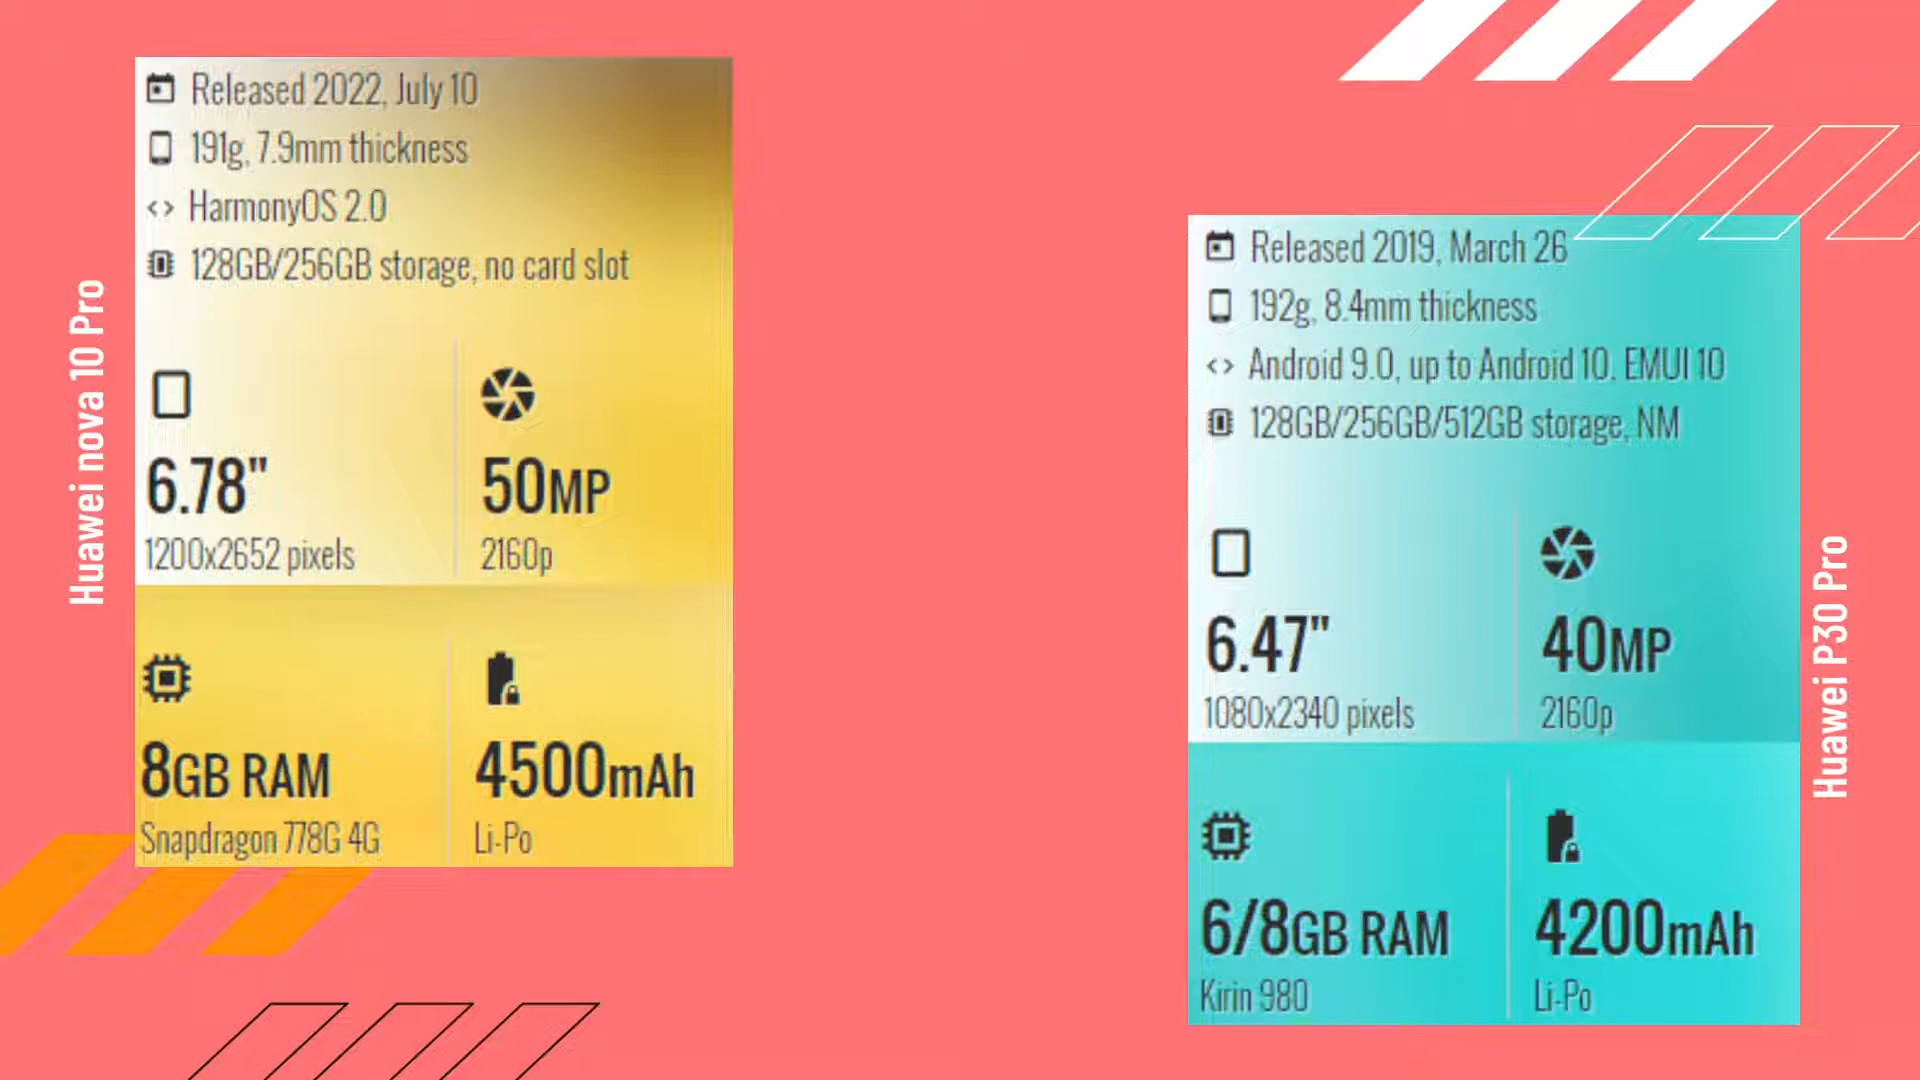 Huawei nova 10 Pro
Released 2022, July 10
191g, 7.9mm thickness
HarmonyOS 2.0
128GB/256GB storage, no card slot
6.78"
1200x2652 pixels
50MP
2160p
8GB RAM
Snapdragon 778G 4G
4500mAh
Li-Po
Released 2019, March 26
192g, 8.4mm thickness
Android 9.0, up to Android 10, EMUI 10
128GB/256GB/512GB storage, NM
6.47"
1080x2340 pixels
40MP
2160p
6/8GB RAM
Kirin 980
4200mAh
Li-Po
Huawei P30 Pro